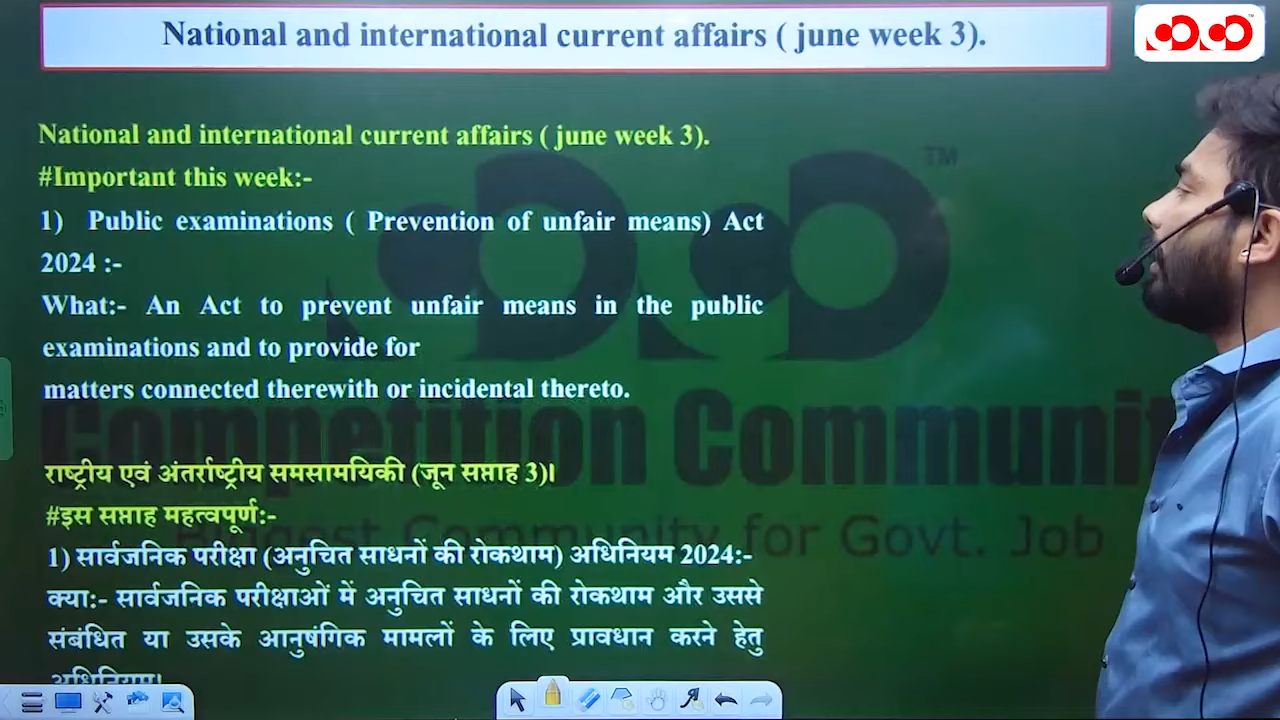 National and international current affairs ( june week 3).
National and international current affairs ( june week 3).
#Important this week:-
1) Public examinations ( Prevention of unfair means) Act
2024 :-
What:- An Act to prevent unfair means in the public
examinations and to provide for
matters connected therewith or incidental thereto.
राष्ट्रीय एवं अंतर्राष्ट्रीय समसामयिकी (जून सप्ताह 3)।
#इस सप्ताह महत्वपूर्ण:-
1) सार्वजनिक परीक्षा (अनुचित साधनों की रोकथाम) अधिनियम 2024:-
क्या:- सार्वजनिक परीक्षाओं में अनुचित साधनों की रोकथाम और उससे
संबंधित या उसके आनुषंगिक मामलों के लिए प्रावधान करने हेतु
अधिनियम।
TM
Competition Communit
Biggest Community for Govt. Job